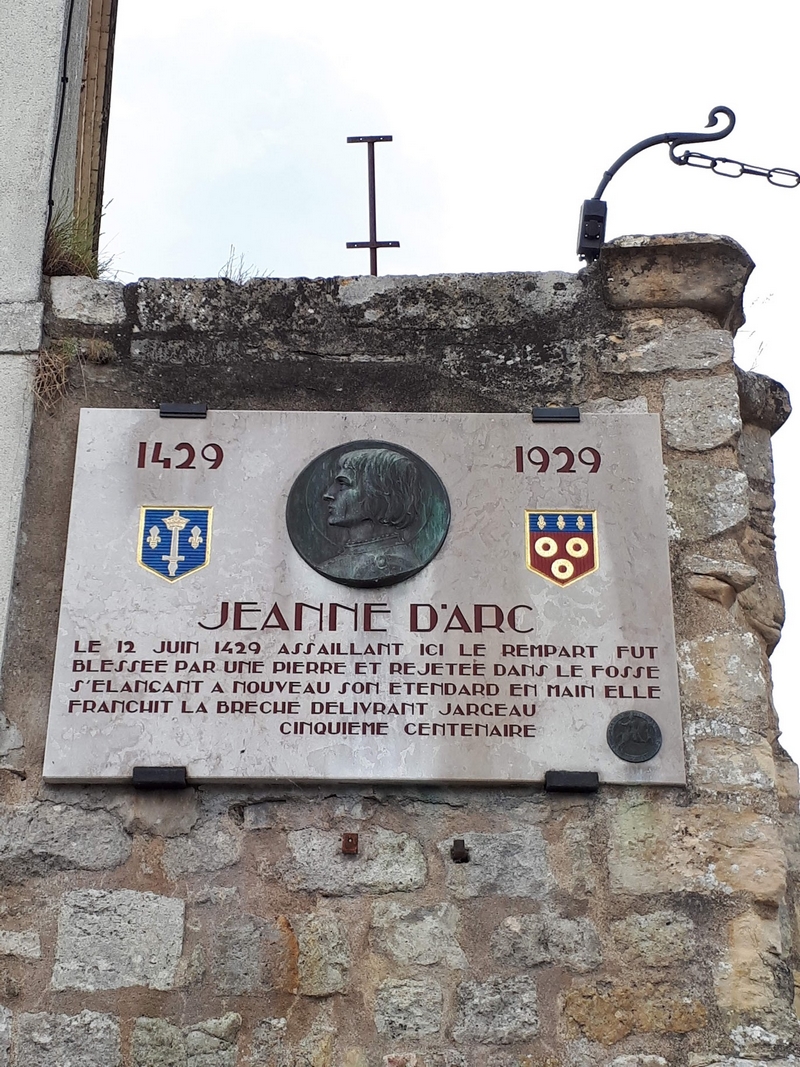 1429
1929
JEANNE D'ARC
LE 12 JUIN 1429 ASSAILLANT ICI LE REMPART FUT
BLESSEE PAR UNE PIERRE ET REJETEE DANS LE FOSSE
S'ELANÇANT A NOUVEAU SON ETENDARD EN MAIN ELLE
FRANCHIT LA BRECHE DELIVRANT JARGEAU
CINQUIEME CENTENAIRE